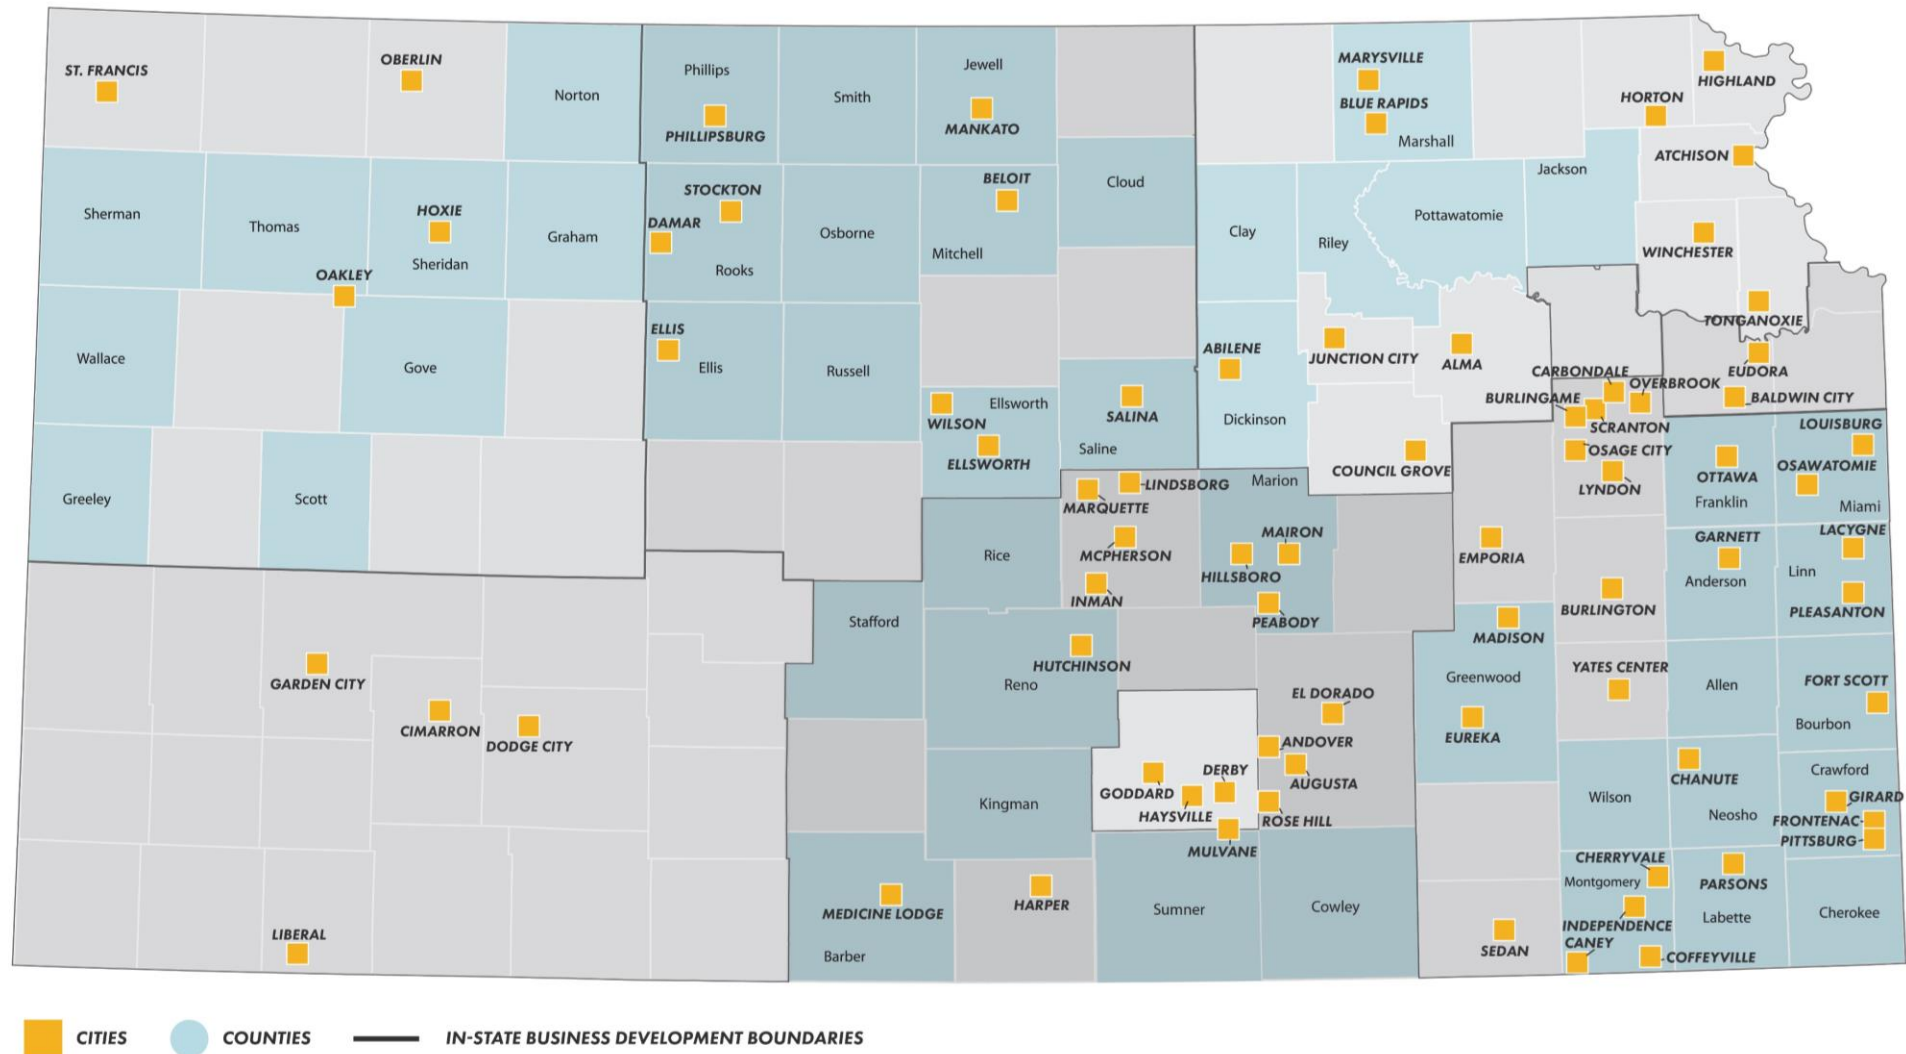 ST. FRANCIS
OBERLIN
Norton
Sherman
Thomas
HOXIE
Sheridan
Graham
OAKLEY
Wallace
Gove
Greeley
Scott
Phillips
PHILLIPSBURG
Smith
Jewell
MANKATO
STOCKTON
DAMAR
Rooks
Osborne
BELOIT
Mitchell
Cloud
ELLIS
Ellis
Russell
Ellsworth
WILSON
ELLSWORTH
SALINA
Saline
MARYSVILLE
BLUE RAPIDS
Marshall
HIGHLAND
HORTON
ATCHISON
Jackson
Pottawatomie
Clay
Riley
WINCHESTER
TONGANOXIE
ABILENE
Dickinson
JUNCTION CITY
ALMA
COUNCIL GROVE
EUDORA
BALDWIN CITY
CARBONDALE
OVERBROOK
BURLINGAME
SCRANTON
OSAGE CITY
LYNDON
LOUISBURG
OSAWATOMIE
Miami
OTTAWA
Franklin
LACYGNE
Linn
PLEASANTON
GARNETT
Anderson
EMPORIA
BURLINGTON
MADISON
Greenwood
EUREKA
YATES CENTER
Allen
FORT SCOTT
Bourbon
Wilson
CHANUTE
Neosho
Crawford
GIRARD
FRONTENAC
PITTSBURG
CHERRYVALE
Montgomery
INDEPENDENCE
CANEY
COFFEYVILLE
PARSONS
Labette
Cherokee
SEDAN
LINDSBORG
MARQUETTE
MCPHERSON
INMAN
Marion
MAIRON
HILLSBORO
PEABODY
Rice
Stafford
HUTCHINSON
Reno
EL DORADO
ANDOVER
AUGUSTA
ROSE HILL
GODDARD
DERBY
HAYSVILLE
MULVANE
Kingman
MEDICINE LODGE
Barber
HARPER
Sumner
Cowley
GARDEN CITY
CIMARRON
DODGE CITY
LIBERAL
CITIES
COUNTIES
IN-STATE BUSINESS DEVELOPMENT BOUNDARIES